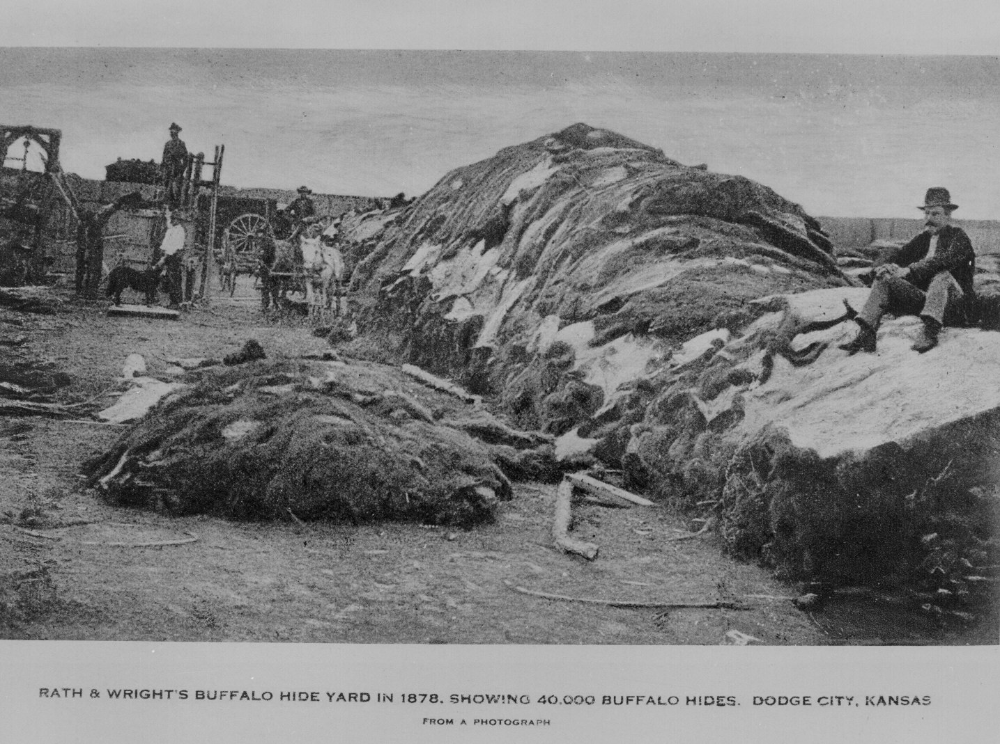 RATH & WRIGHT'S BUFFALO HIDE YARD IN 1878. SHOWING 40,000 BUFFALO HIDES. DODGE CITY, KANSAS
FROM A PHOTOGRAPH